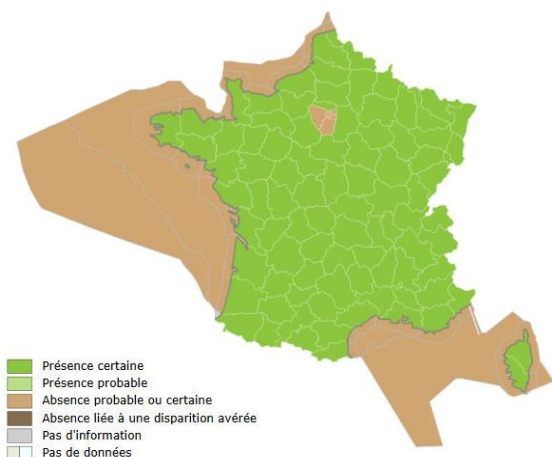 Présence certaine
Présence probable
Absence probable ou certaine
Absence liée à une disparition avérée
Pas d'information
Pas de données